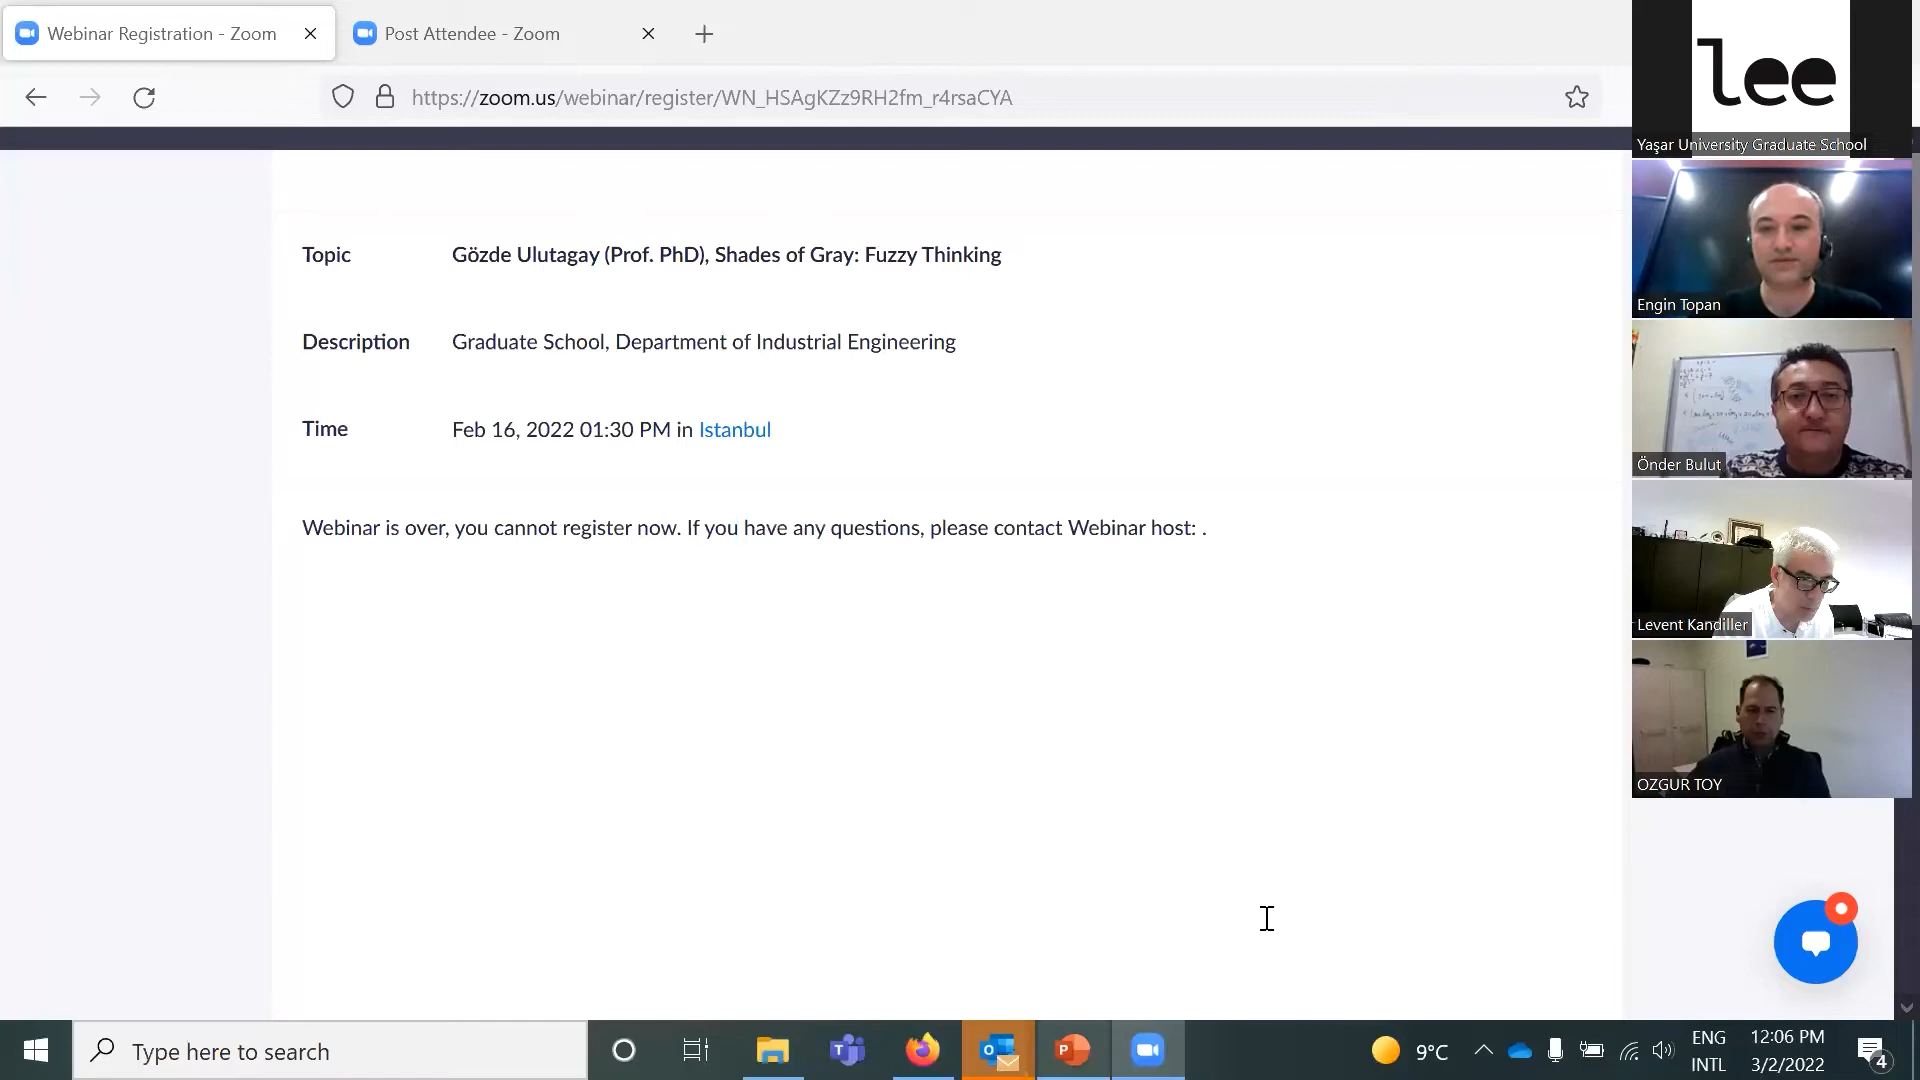 Webinar Registration - Zoom
Post Attendee - Zoom
https://zoom.us/webinar/register/WN_HSAgKZz9RH2fm_r4rsaCYA
Topic Gözde Ulutagay (Prof. PhD), Shades of Gray: Fuzzy Thinking
Description Graduate School, Department of Industrial Engineering
Time Feb 16, 2022 01:30 PM in Istanbul
Webinar is over, you cannot register now. If you have any questions, please contact Webinar host: .
lee
Yaşar University Graduate School
Engin Topan
Önder Bulut
Levent Kandiller
OZGUR TOY
Type here to search
9°C
ENG
INTL
12:06 PM
3/2/2022
4